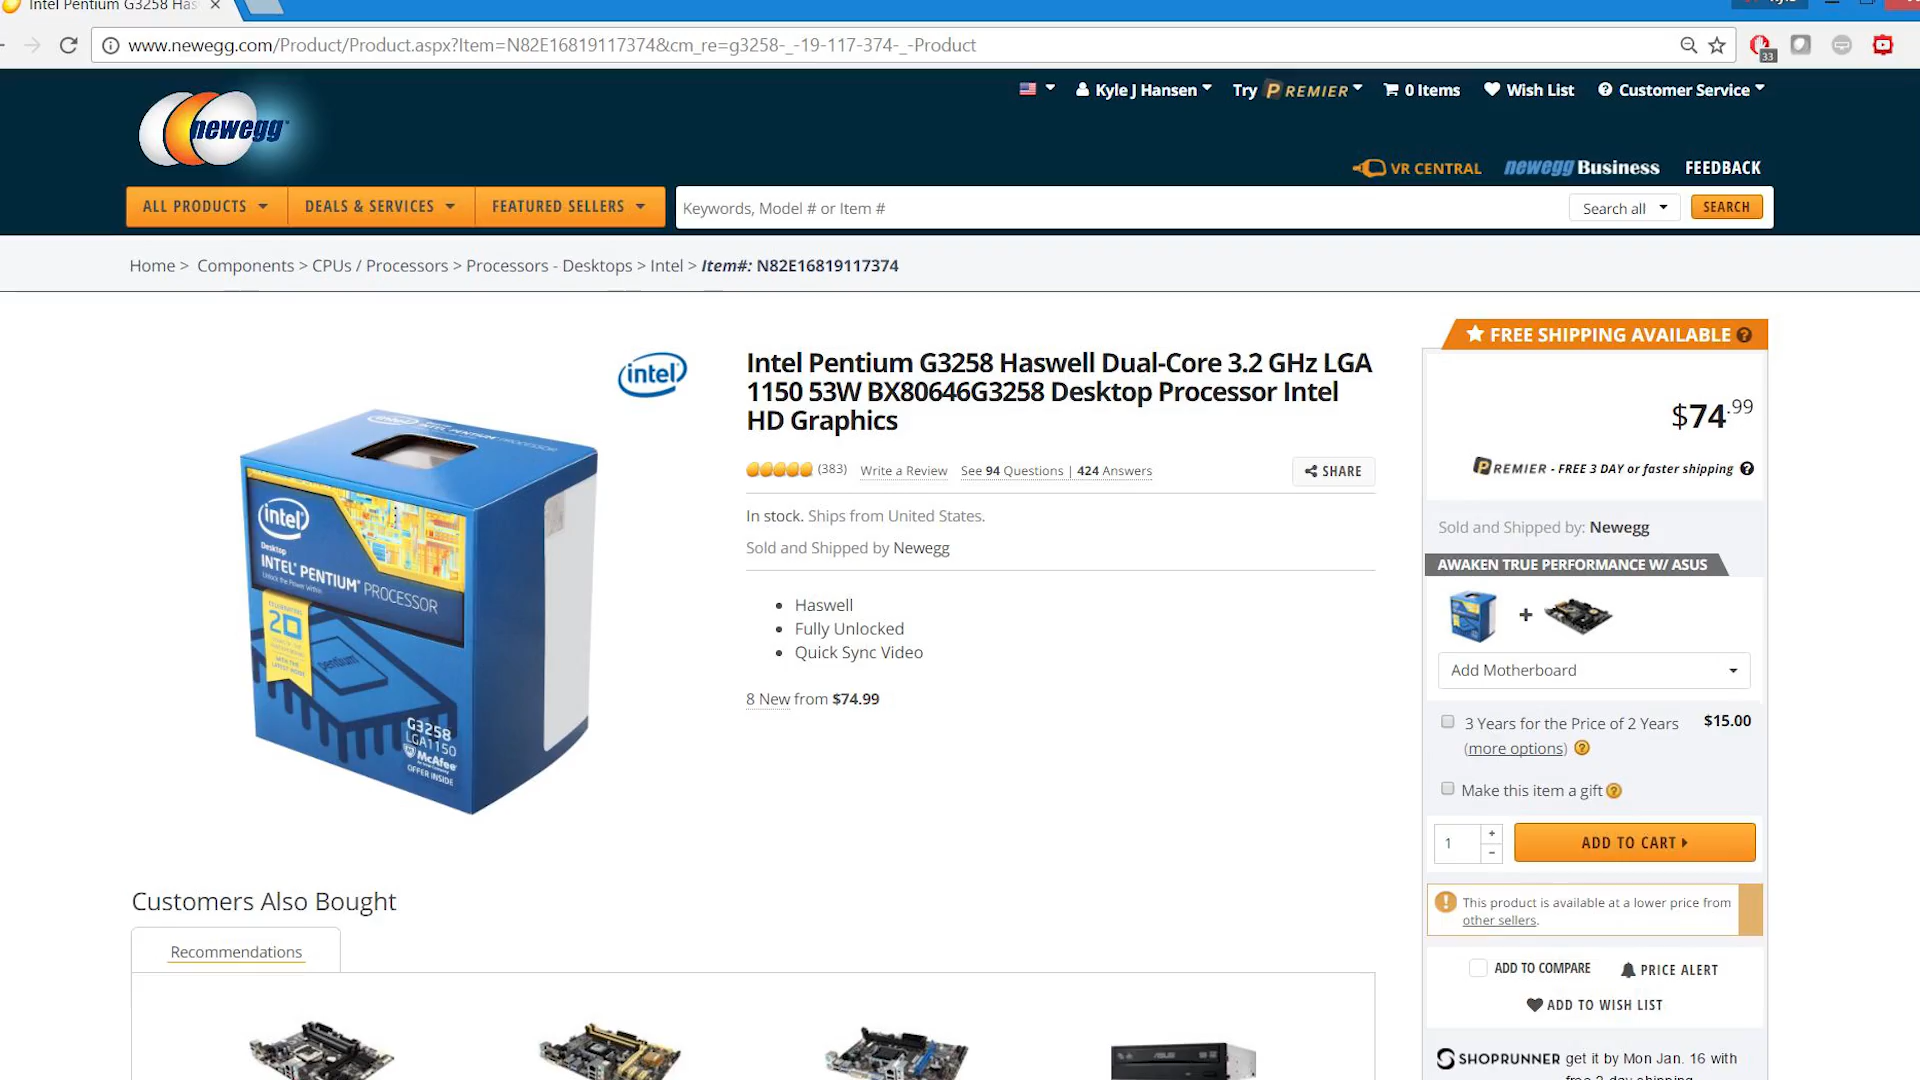 Intel Pentium G3258 Has
www.newegg.com/Product/Product.aspx?Item=N82E16819117374&cm_re=g3258-_-19-117-374-_-Product
33
Kyle J Hansen
Try PREMIER
0 Items
Wish List
Customer Service
newegg
VR CENTRAL
newegg Business
FEEDBACK
ALL PRODUCTS
DEALS & SERVICES
FEATURED SELLERS
Keywords, Model # or Item #
Search all
SEARCH
Home > Components > CPUs / Processors > Processors - Desktops > Intel > Item#: N82E16819117374
intel
Intel Pentium G3258 Haswell Dual-Core 3.2 GHz LGA
1150 53W BX80646G3258 Desktop Processor Intel
HD Graphics
(383)
Write a Review
See 94 Questions | 424 Answers
SHARE
In stock. Ships from United States.
Sold and Shipped by Newegg
Haswell
Fully Unlocked
Quick Sync Video
8 New from $74.99
intel
Desktop
INTEL PENTIUM PROCESSOR
Unlock the Power Within
20
pentium
G3258
LGA1150
McAfee
OFFER INSIDE
FREE SHIPPING AVAILABLE
$74.99
PREMIER - FREE 3 DAY or faster shipping
Sold and Shipped by: Newegg
AWAKEN TRUE PERFORMANCE W/ ASUS
+
Add Motherboard
3 Years for the Price of 2 Years $15.00
(more options)
Make this item a gift
1
ADD TO CART
This product is available at a lower price from
other sellers.
ADD TO COMPARE
PRICE ALERT
ADD TO WISH LIST
SHOPRUNNER get it by Mon Jan. 16 with
Customers Also Bought
Recommendations